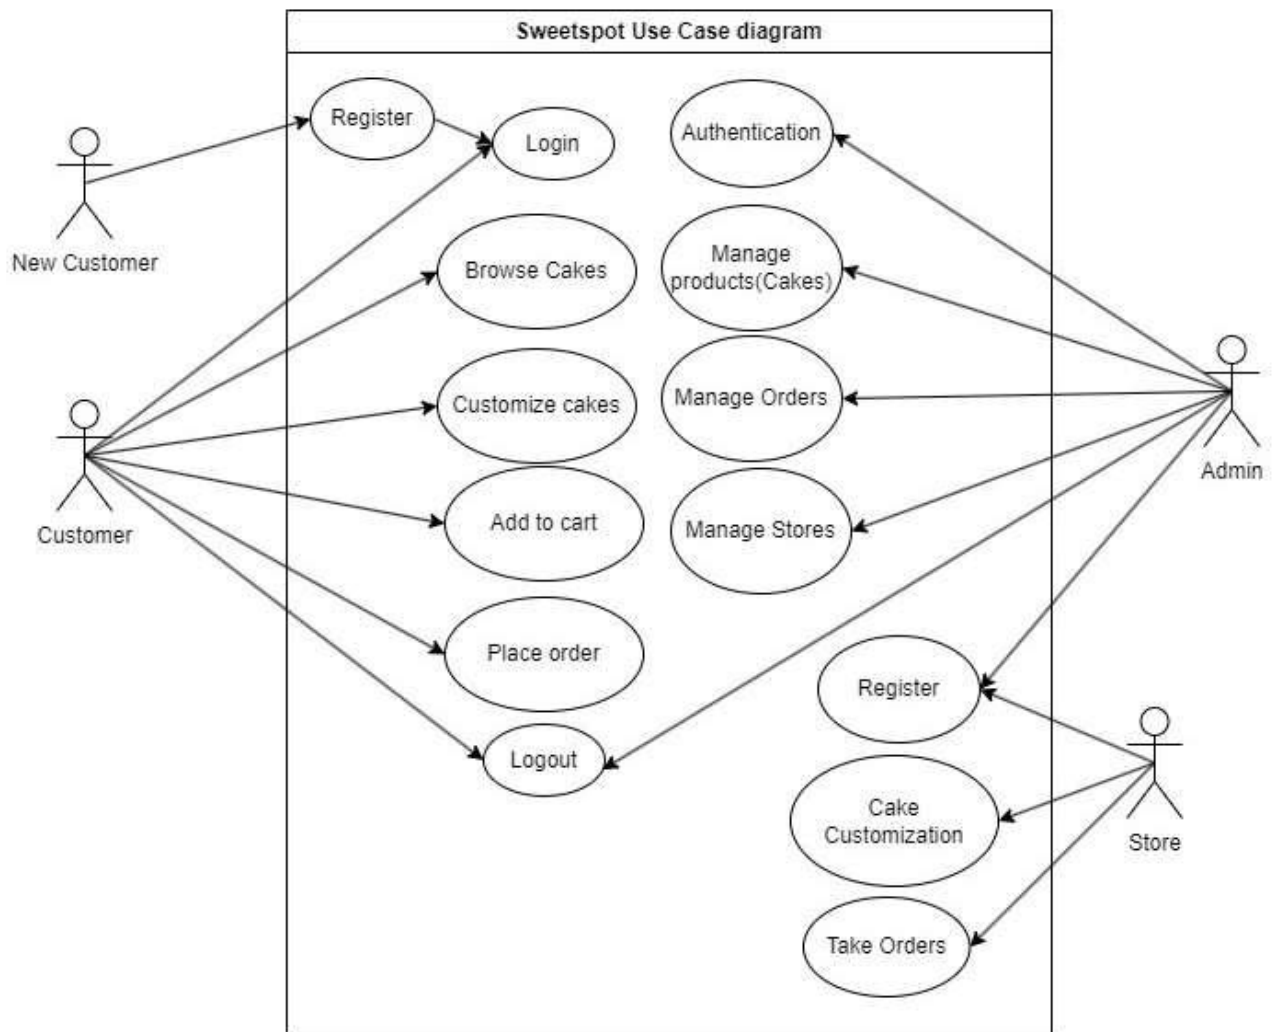 Sweetspot Use Case diagram
Register
Login
Authentication
New Customer
Browse Cakes
Manage
products(Cakes)
Customize cakes
Manage Orders
Admin
Customer
Add to cart
Manage Stores
Place order
Register
Logout
Cake
Customization
Store
Take Orders